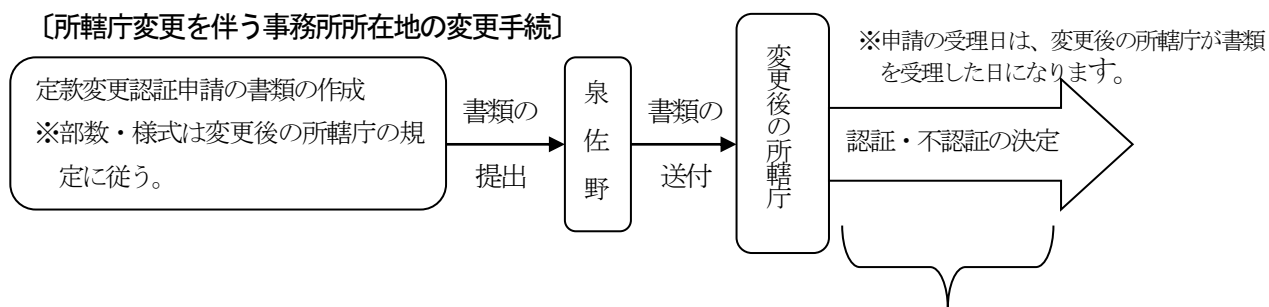 〔所轄庁変更を伴う事務所所在地の変更手続〕
定款変更認証申請の書類の作成
※部数・様式は変更後の所轄庁の規
定に従う。
書類の
提出
泉佐野
書類の
送付
変更後の所轄庁
※申請の受理日は、変更後の所轄庁が書類
を受理した日になります。
認証・不認証の決定